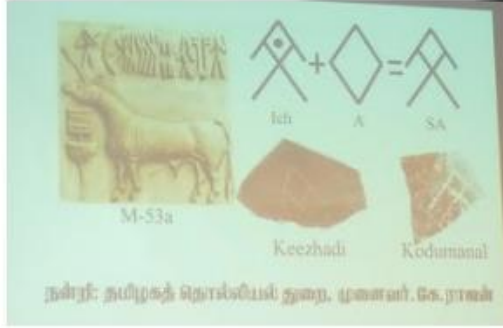 + =
Ich A SA
M-53a
Keezhadi Kodumanal
நன்றி: தமிழகத் தொல்லியல் துறை, முனைவர். கே. ராஜன்